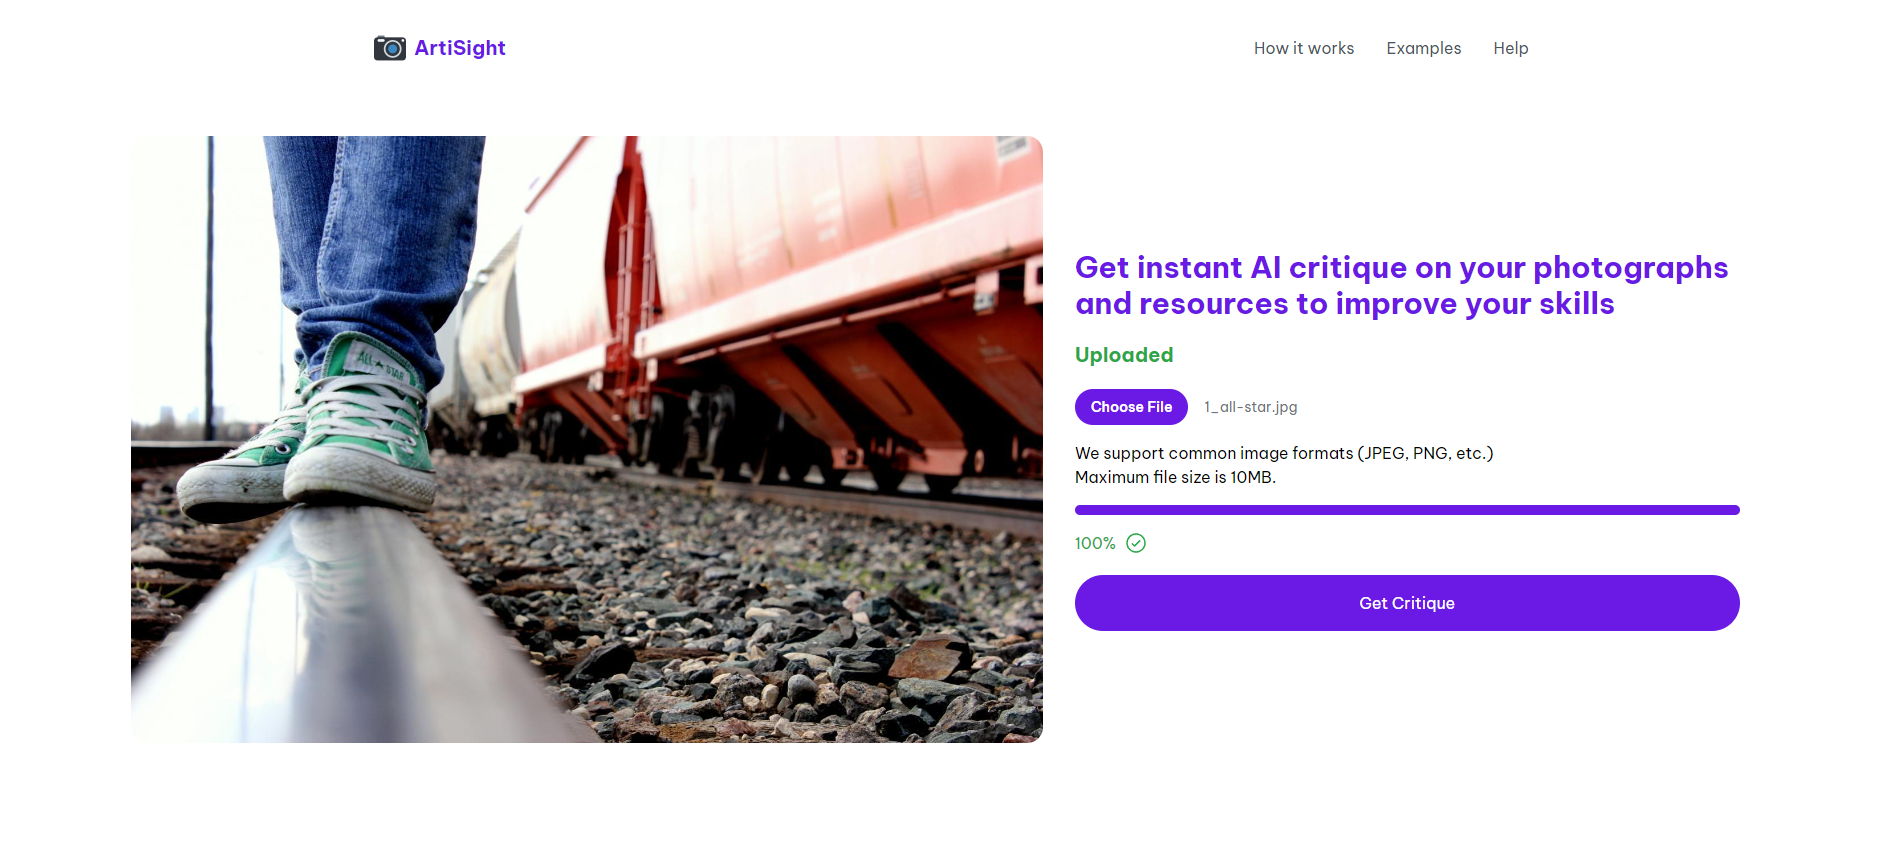 ArtiSight
How it works
Examples
Help
ALL STAR
Get instant AI critique on your photographs
and resources to improve your skills
Uploaded
Choose File
1_all-star.jpg
We support common image formats (JPEG, PNG, etc.)
Maximum file size is 10MB.
100%
Get Critique